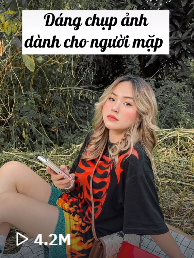 Dáng chụp ảnh
dành cho người mặp
4.2M